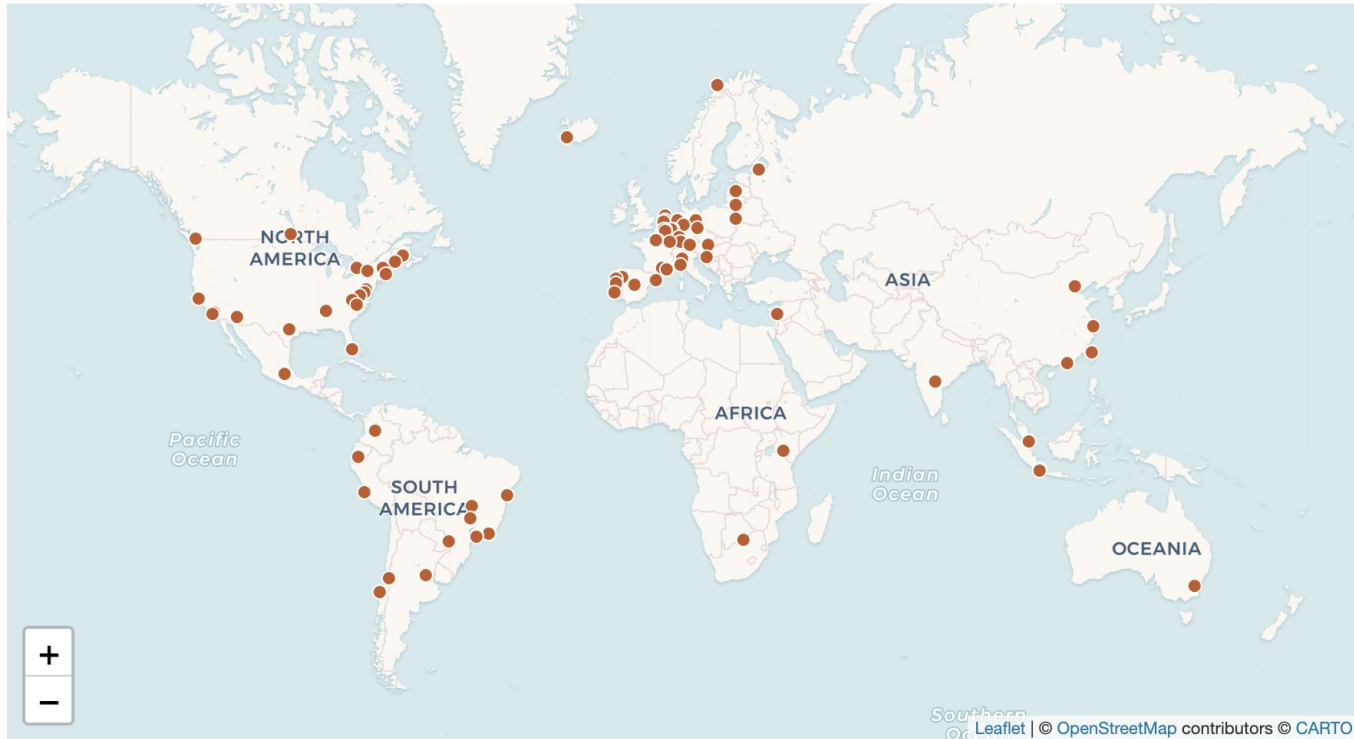 NORTH
AMERICA
ASIA
AFRICA
Pacific
Ocean
Indian
Ocean
SOUTH
AMERICA
OCEANIA
+
−
Leaflet | © OpenStreetMap contributors © CARTO